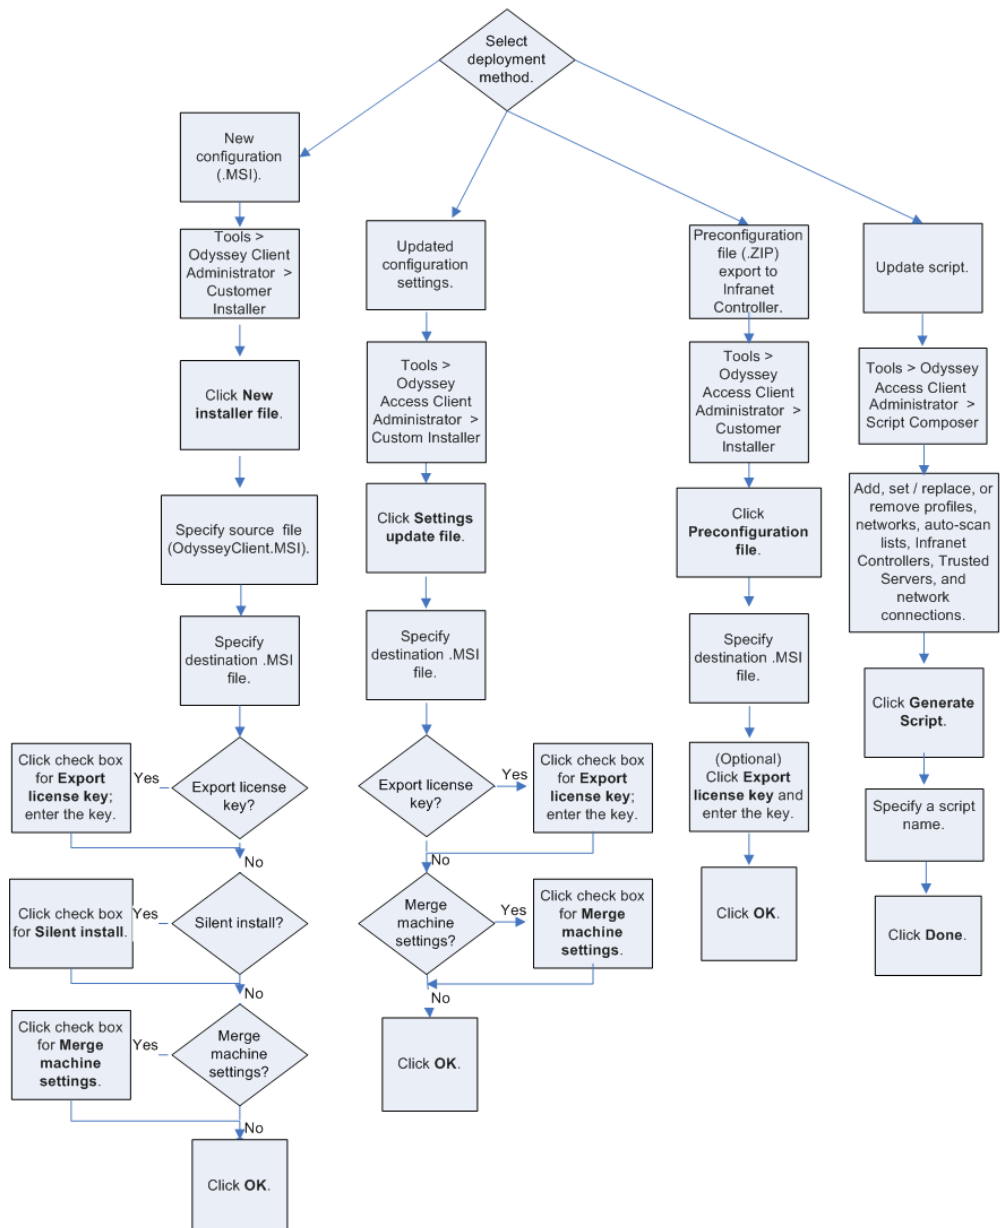 Select
deployment
method.
New
configuration
(.MSI).
Tools >
Odyssey Client
Administrator >
Customer
Installer
Click New
installer file.
Specify source file
(OdysseyClient.MSI).
Specify
destination .MSI
file.
Export license
key?
Yes
Click check box
for Export
license key;
enter the key.
No
Silent install?
Yes
Click check box
for Silent install.
No
Merge
machine
settings?
Yes
Click check box
for Merge
machine
settings.
No
Click OK.
Updated
configuration
settings.
Tools >
Odyssey
Access Client
Administrator >
Custom Installer
Click Settings
update file.
Specify
destination .MSI
file.
Export license
key?
Yes
Click check box
for Export
license key;
enter the key.
No
Merge
machine
settings?
Yes
Click check box
for Merge
machine
settings.
No
Click OK.
Preconfiguration
file (.ZIP)
export to
Infranet
Controller.
Tools >
Odyssey
Access Client
Administrator >
Customer
Installer
Click
Preconfiguration
file.
Specify
destination .MSI
file.
(Optional)
Click Export
license key and
enter the key.
Click OK.
Update script.
Tools > Odyssey
Access Client
Administrator >
Script Composer
Add, set / replace, or
remove profiles,
networks, auto-scan
lists, Infranet
Controllers, Trusted
Servers, and
network
connections.
Click Generate
Script.
Specify a script
name.
Click Done.